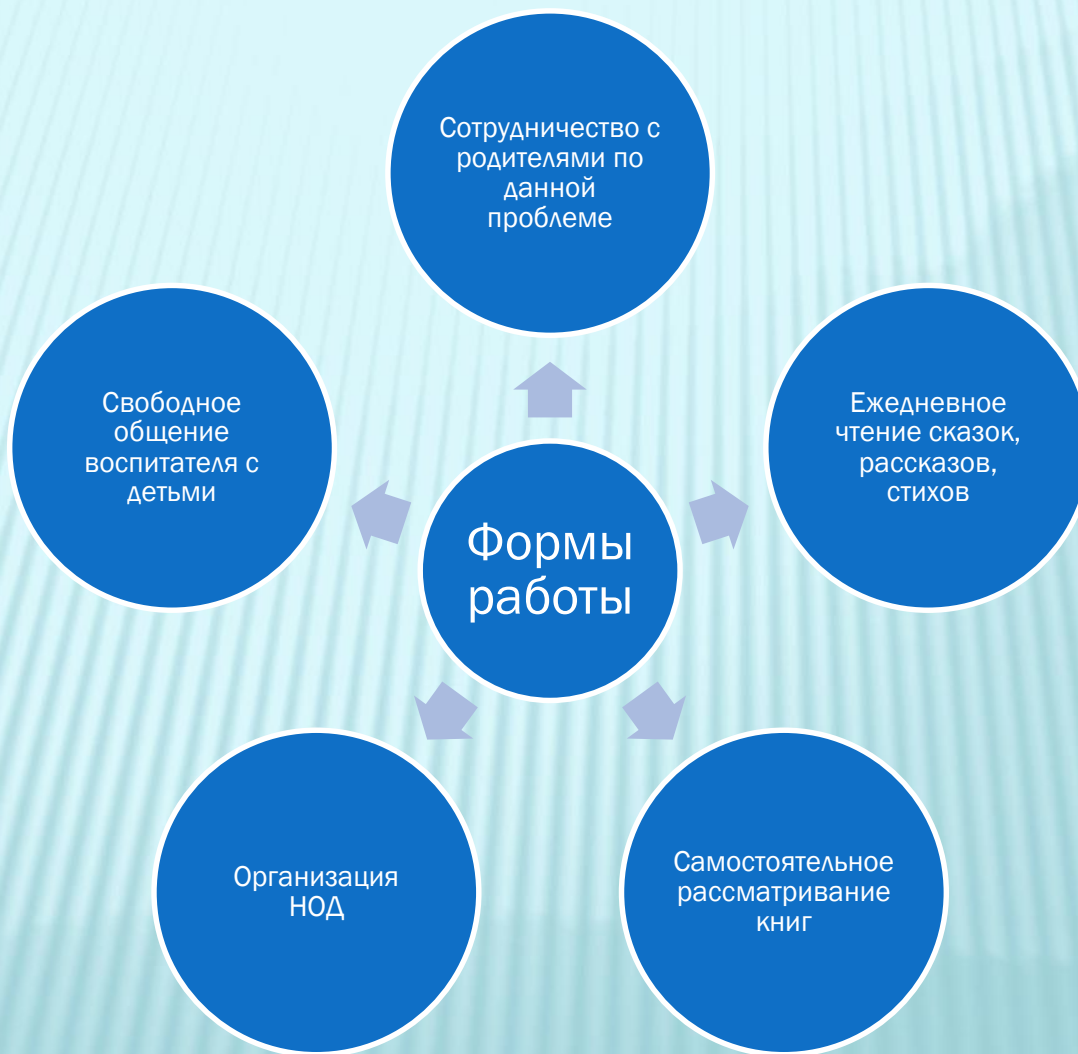 Сотрудничество с
родителями по
данной
проблеме
Свободное
общение
воспитателя с
детьми
Ежедневное
чтение сказок,
рассказов,
стихов
Формы
работы
Организация
НОД
Самостоятельное
рассматривание
книг